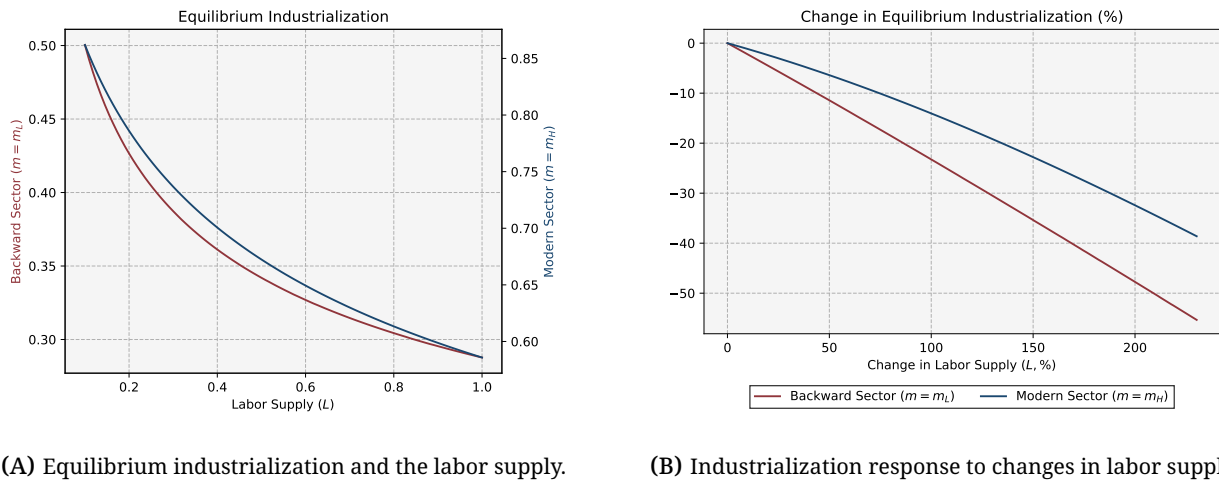 Equilibrium Industrialization
0.50
0.45
0.40
0.35
0.30
Backward Sector (m = m_L)
0.85
0.80
0.75
0.70
0.65
0.60
Modern Sector (m = m_H)
0.2 0.4 0.6 0.8 1.0
Labor Supply (L)
Change in Equilibrium Industrialization (%)
0
−10
−20
−30
−40
−50
0 50 100 150 200
Change in Labor Supply (L, %)
Backward Sector (m = m_L) Modern Sector (m = m_H)
(A) Equilibrium industrialization and the labor supply.
(B) Industrialization response to changes in labor suppl